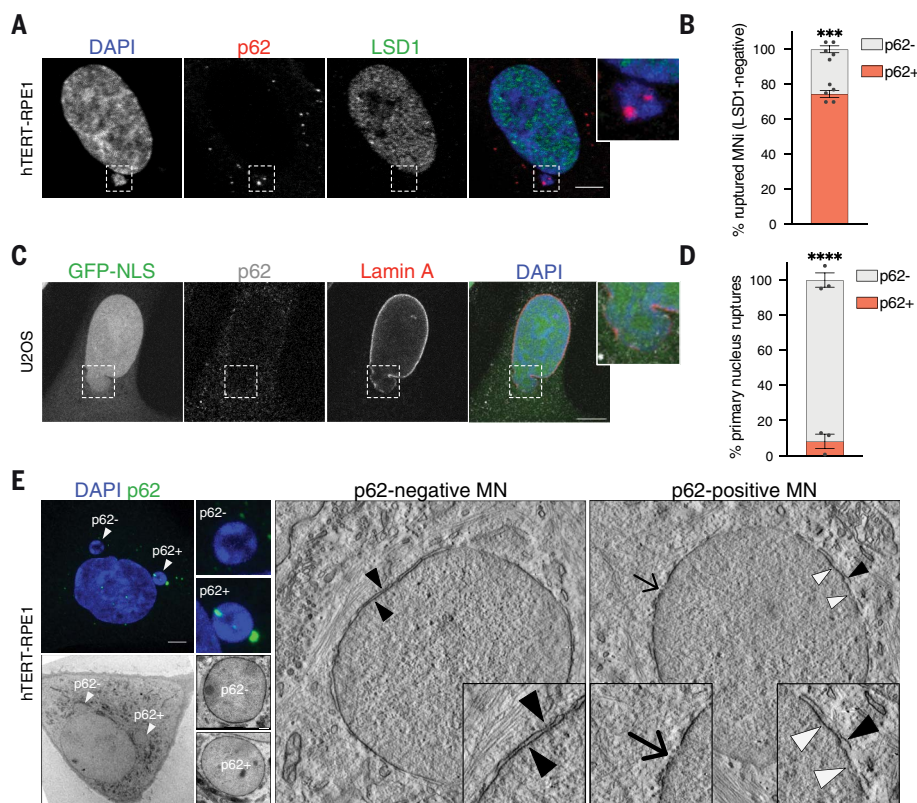 A
DAPI p62 LSD1
hTERT-RPE1
B
***
p62-
p62+
% ruptured MNi (LSD1-negative)
100
80
60
40
20
0
C
GFP-NLS p62 Lamin A DAPI
U2OS
D
****
p62-
p62+
% primary nucleus ruptures
100
80
60
40
20
0
E
DAPI p62
hTERT-RPE1
p62-
p62+
p62-
p62+
p62-
p62+
p62-
p62+
p62-negative MN
p62-positive MN